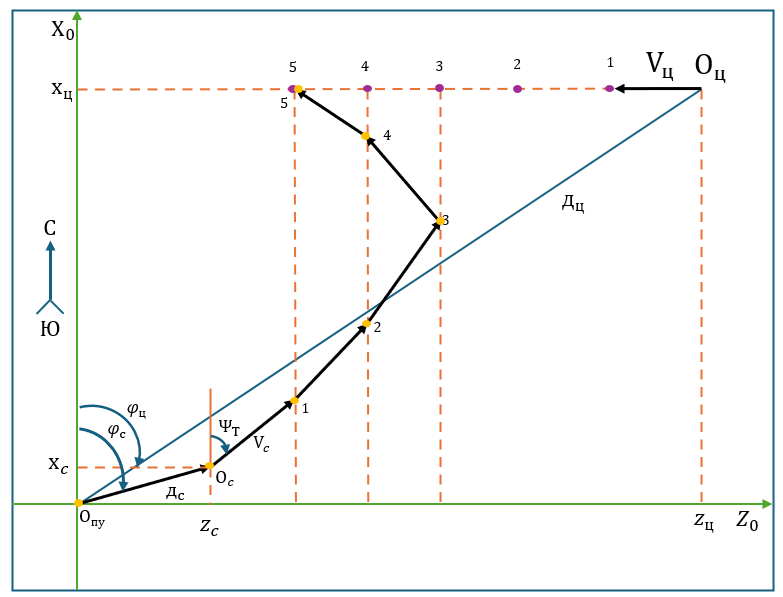 X₀
5
4
3
2
1
Vц
Oц
xц
5
4
дц
С
3
Ю
2
φц
1
φс
Ψт
Vс
xс
Oс
дс
Oпу
zс
zц
Z₀